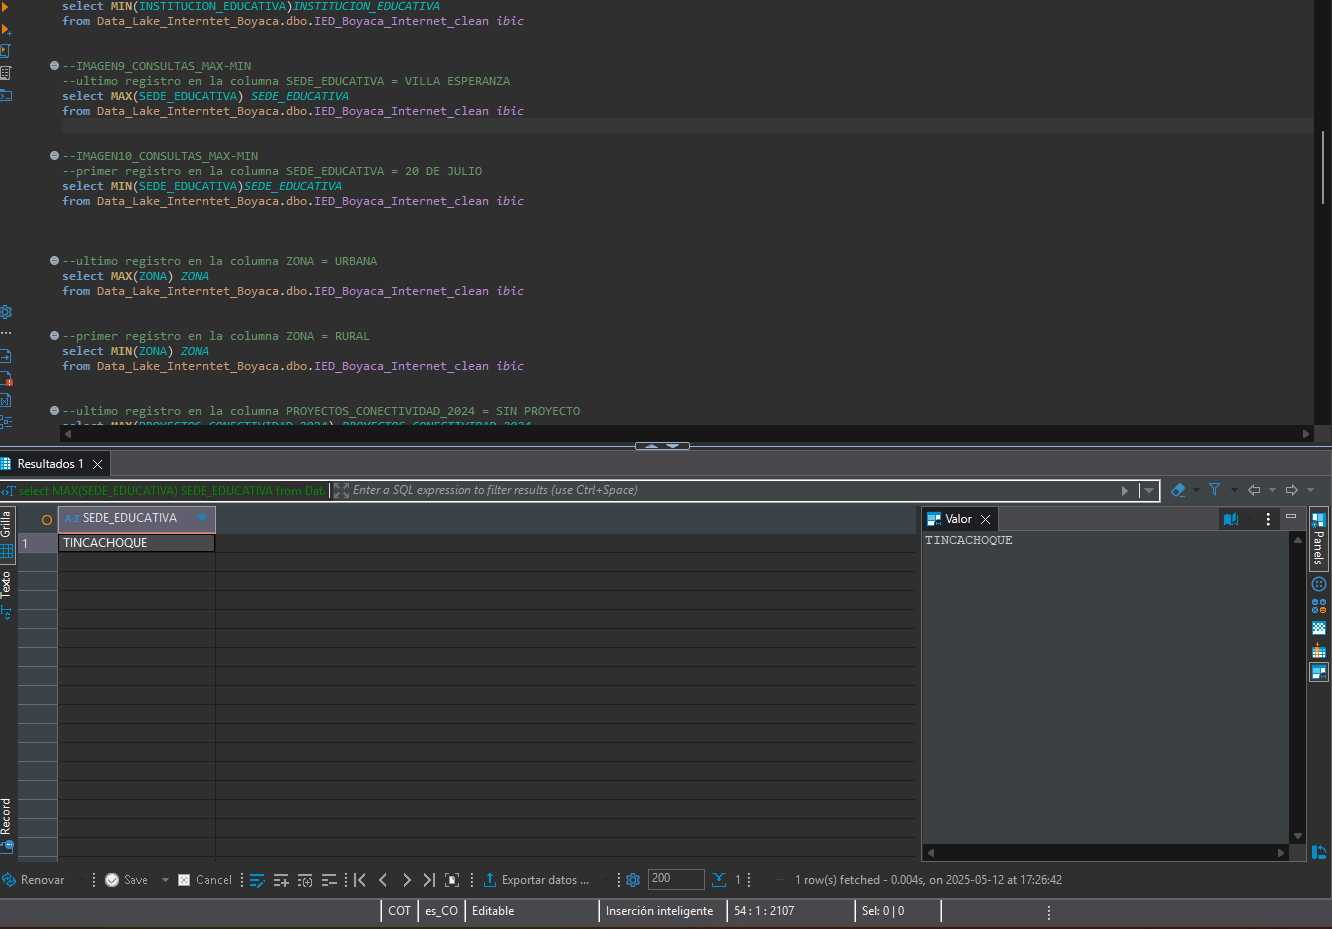 select MIN(INSTITUCION_EDUCATIVA)INSTITUCION_EDUCATIVA
from Data_Lake_Interntet_Boyaca.dbo.IED_Boyaca_Internet_clean ibic
--IMAGEN9_CONSULTAS_MAX-MIN
--ultimo registro en la columna SEDE_EDUCATIVA = VILLA ESPERANZA
select MAX(SEDE_EDUCATIVA) SEDE_EDUCATIVA
from Data_Lake_Interntet_Boyaca.dbo.IED_Boyaca_Internet_clean ibic
--IMAGEN10_CONSULTAS_MAX-MIN
--primer registro en la columna SEDE_EDUCATIVA = 20 DE JULIO
select MIN(SEDE_EDUCATIVA)SEDE_EDUCATIVA
from Data_Lake_Interntet_Boyaca.dbo.IED_Boyaca_Internet_clean ibic
--ultimo registro en la columna ZONA = URBANA
select MAX(ZONA) ZONA
from Data_Lake_Interntet_Boyaca.dbo.IED_Boyaca_Internet_clean ibic
--primer registro en la columna ZONA = RURAL
select MIN(ZONA) ZONA
from Data_Lake_Interntet_Boyaca.dbo.IED_Boyaca_Internet_clean ibic
--ultimo registro en la columna PROYECTOS_CONECTIVIDAD_2024 = SIN PROYECTO
select MAX(PROYECTOS_CONECTIVIDAD_2024) PROYECTOS_CONECTIVIDAD_2024
Resultados 1
select MAX(SEDE_EDUCATIVA) SEDE_EDUCATIVA from Dat
Enter a SQL expression to filter results (use Ctrl+Space)
Grilla
Texto
Record
A-Z SEDE_EDUCATIVA
1 TINCACHOQUE
Valor
TINCACHOQUE
Panels
Renovar
Save
Cancel
Exportar datos ...
200
1
1 row(s) fetched - 0.004s, on 2025-05-12 at 17:26:42
COT
es_CO
Editable
Inserción inteligente
54 : 1 : 2107
Sel: 0 | 0